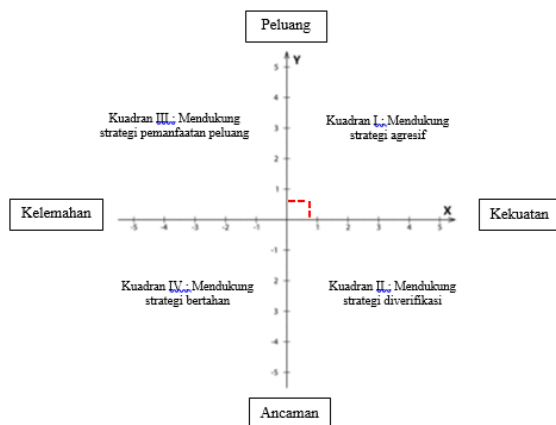 Peluang
Y
5
4
Kuadran III : Mendukung
strategi pemanfaatan peluang
Kuadran I : Mendukung
strategi agresif
3
2
1
Kelemahan
X
Kekuatan
-5 -4 -3 -2 -1 1 2 3 4 5
-1
Kuadran IV : Mendukung
strategi bertahan
2
Kuadran II : Mendukung
strategi diverifikasi
-3
-4
-5
Ancaman